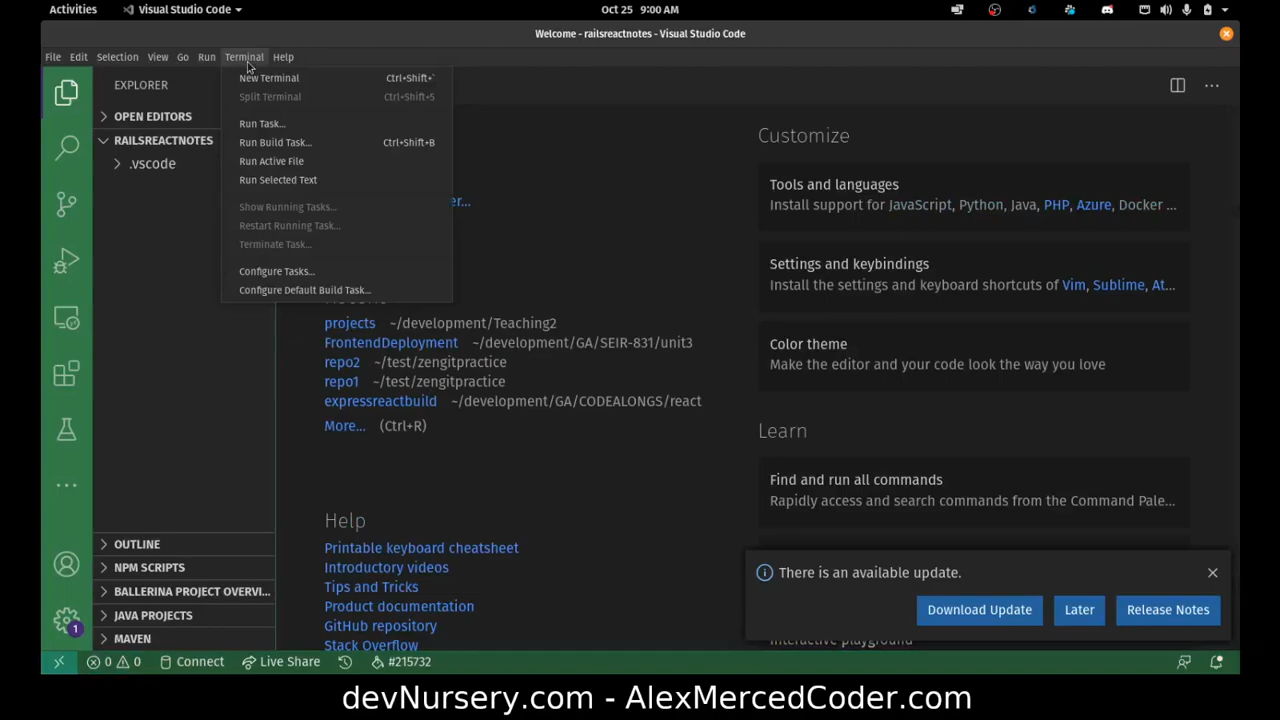 Activities
Visual Studio Code
Oct 25 9:00 AM
Welcome - railsreactnotes - Visual Studio Code
File Edit Selection View Go Run Terminal Help
EXPLORER
OPEN EDITORS
RAILSREACTNOTES
.vscode
OUTLINE
NPM SCRIPTS
BALLERINA PROJECT OVERVI...
JAVA PROJECTS
MAVEN
1
New Terminal Ctrl+Shift+`
Split Terminal Ctrl+Shift+5
Run Task...
Run Build Task... Ctrl+Shift+B
Run Active File
Run Selected Text
Show Running Tasks...
Restart Running Task...
Terminate Task...
Configure Tasks...
Configure Default Build Task...
er...
projects ~/development/Teaching2
FrontendDeployment ~/development/GA/SEIR-831/unit3
repo2 ~/test/zengitpractice
repo1 ~/test/zengitpractice
expressreactbuild ~/development/GA/CODEALONGS/react
More... (Ctrl+R)
Help
Printable keyboard cheatsheet
Introductory videos
Tips and Tricks
Product documentation
GitHub repository
Stack Overflow
Customize
Tools and languages
Install support for JavaScript, Python, Java, PHP, Azure, Docker ...
Settings and keybindings
Install the settings and keyboard shortcuts of Vim, Sublime, At...
Color theme
Make the editor and your code look the way you love
Learn
Find and run all commands
Rapidly access and search commands from the Command Pale...
There is an available update.
Download Update
Later
Release Notes
Interactive playground
0 0 Connect Live Share #215732
devNursery.com - AlexMercedCoder.com